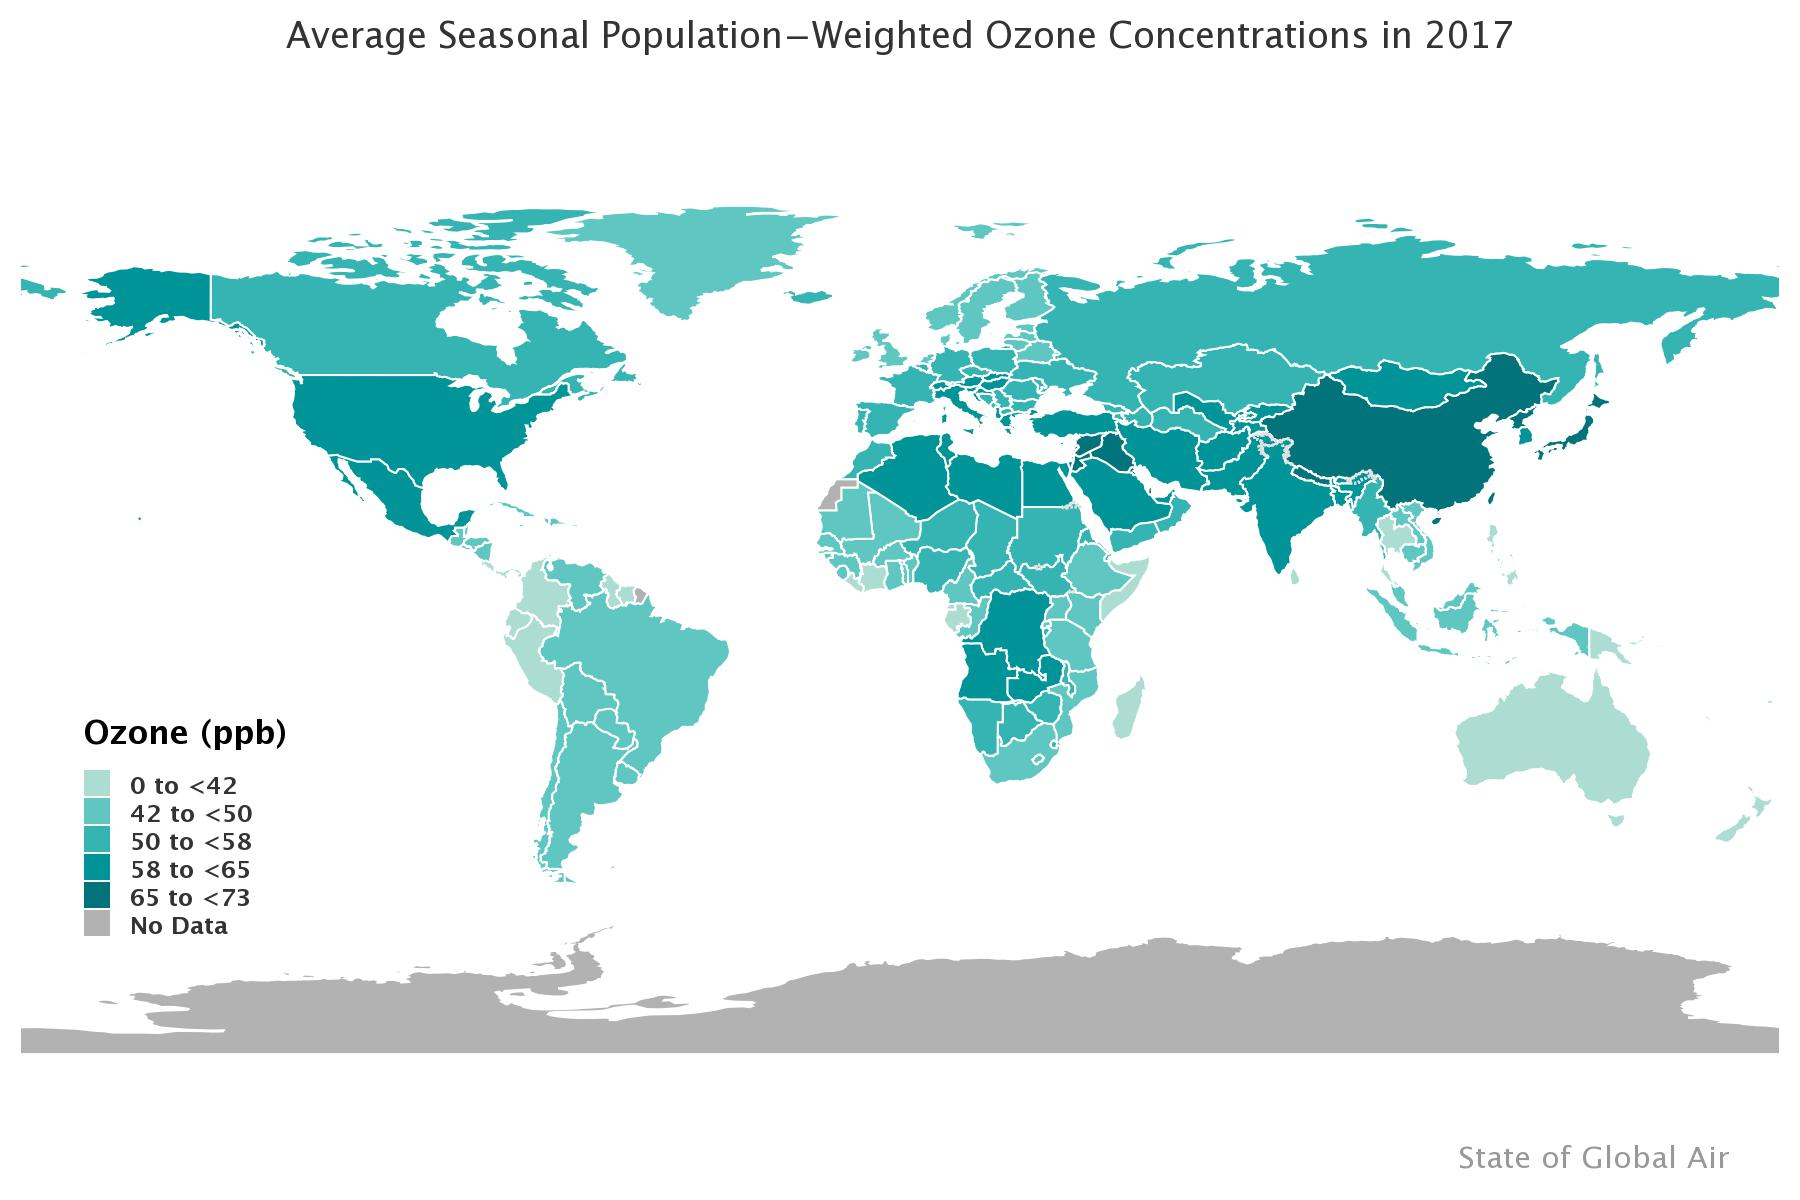 Average Seasonal Population−Weighted Ozone Concentrations in 2017
Ozone (ppb)
0 to <42
42 to <50
50 to <58
58 to <65
65 to <73
No Data
State of Global Air